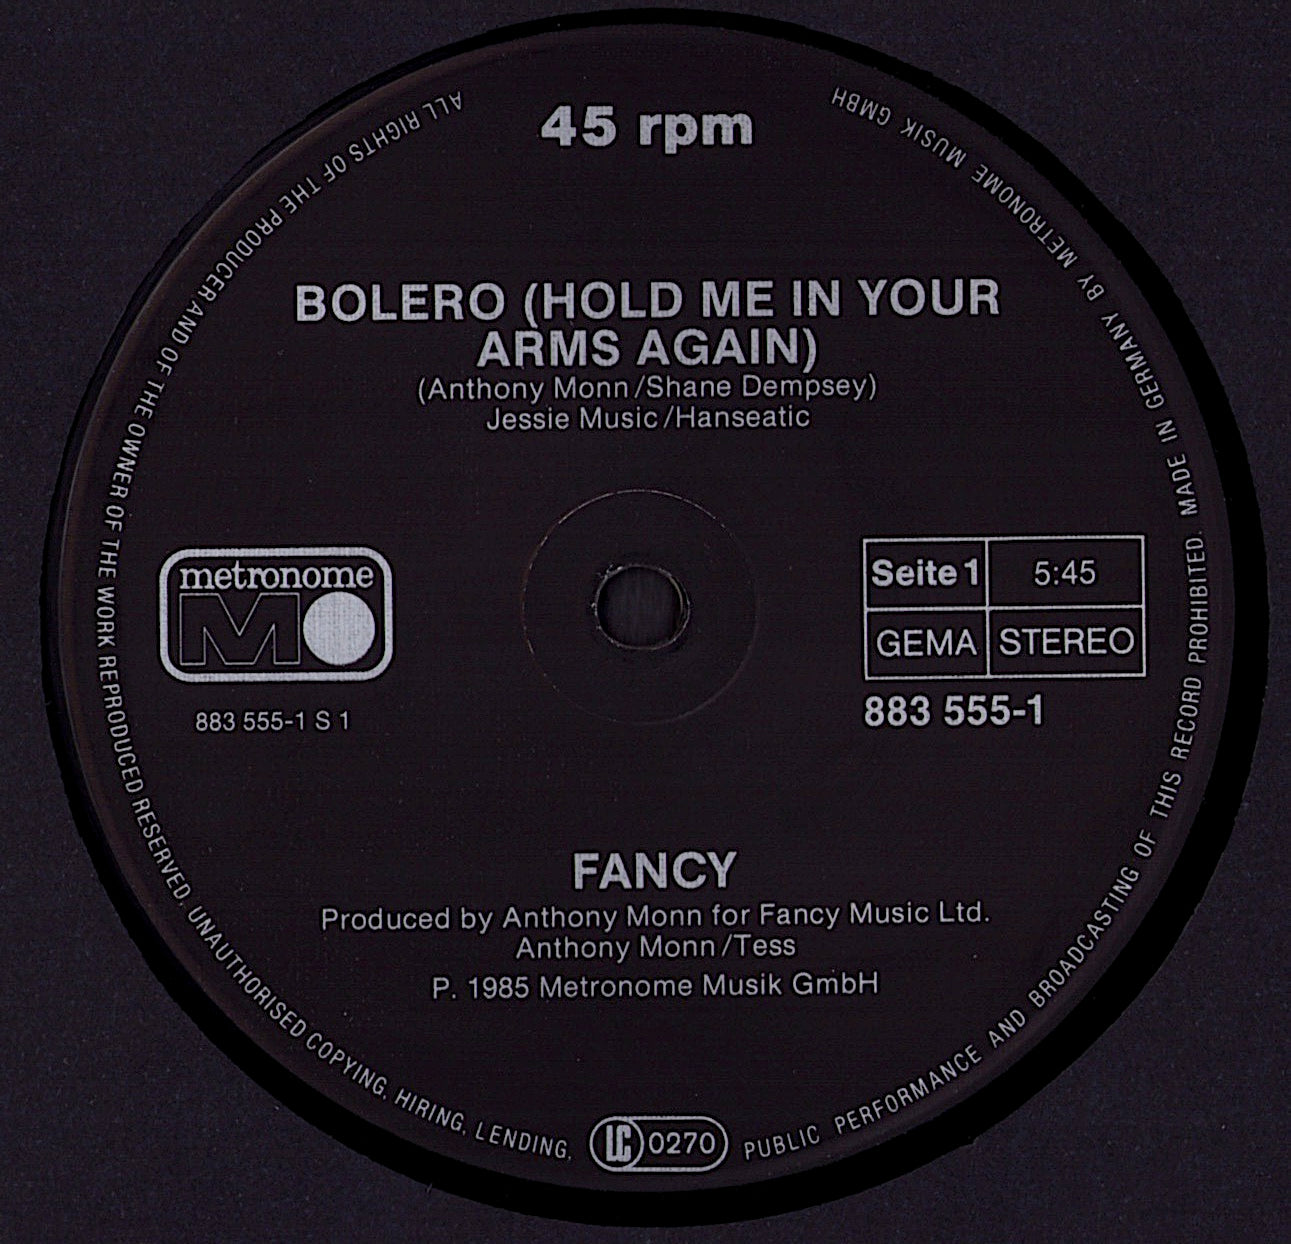 45 rpm
BOLERO (HOLD ME IN YOUR
ARMS AGAIN)
(Anthony Monn/Shane Dempsey)
Jessie Music/Hanseatic
metronome
M
883 555-1 S 1
Seite 1 5:45
GEMA STEREO
883 555-1
FANCY
Produced by Anthony Monn for Fancy Music Ltd.
Anthony Monn/Tess
P. 1985 Metronome Musik GmbH
LC 0270
ALL RIGHTS OF THE PRODUCER AND OF THE OWNER OF THE WORK REPRODUCED RESERVED. UNAUTHORISED COPYING, HIRING, LENDING, PUBLIC PERFORMANCE AND BROADCASTING OF THIS RECORD PROHIBITED. MADE IN GERMANY BY METRONOME MUSIK GMBH